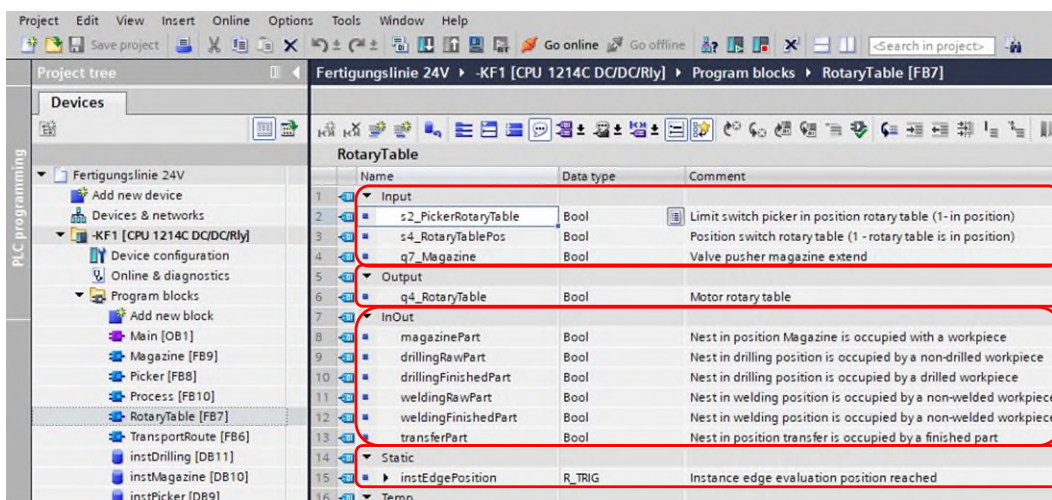 Project Edit View Insert Online Options Tools Window Help
Save project Go online Go offline <Search in project>
Project tree
Fertigungslinie 24V ▸ -KF1 [CPU 1214C DC/DC/Rly] ▸ Program blocks ▸ RotaryTable [FB7]
Devices
PLC programming
Fertigungslinie 24V
Add new device
Devices & networks
-KF1 [CPU 1214C DC/DC/Rly]
Device configuration
Online & diagnostics
Program blocks
Add new block
Main [OB1]
Magazine [FB9]
Picker [FB8]
Process [FB10]
RotaryTable [FB7]
TransportRoute [FB6]
instDrilling [DB11]
instMagazine [DB10]
instPicker [DB9]
RotaryTable
Name Data type Comment
1 Input
2 s2_PickerRotaryTable Bool Limit switch picker in position rotary table (1- in position)
3 s4_RotaryTablePos Bool Position switch rotary table (1 - rotary table is in position)
4 q7_Magazine Bool Valve pusher magazine extend
5 Output
6 q4_RotaryTable Bool Motor rotary table
7 InOut
8 magazinePart Bool Nest in position Magazine is occupied with a workpiece
9 drillingRawPart Bool Nest in drilling position is occupied by a non-drilled workpiece
10 drillingFinishedPart Bool Nest in drilling position is occupied by a drilled workpiece
11 weldingRawPart Bool Nest in welding position is occupied by a non-welded workpiece
12 weldingFinishedPart Bool Nest in welding position is occupied by a non-welded workpiece
13 transferPart Bool Nest in position transfer is occupied by a finished part
14 Static
15 instEdgePosition R_TRIG Instance edge evaluation position reached
16 Temp